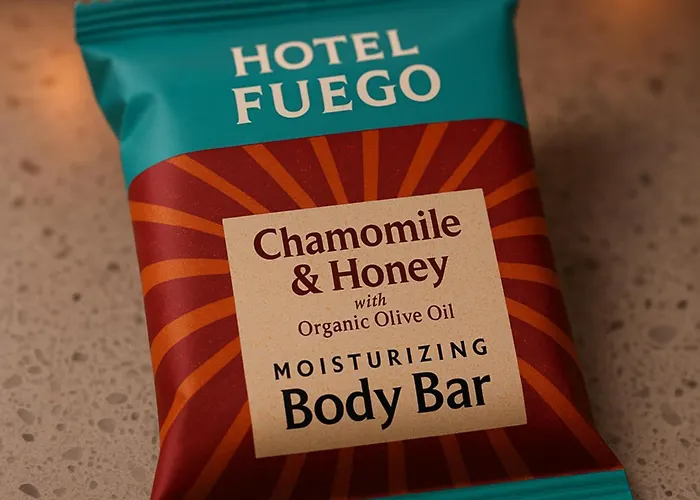 HOTEL
FUEGO
Chamomile
& Honey
with
Organic Olive Oil
MOISTURIZING
Body Bar